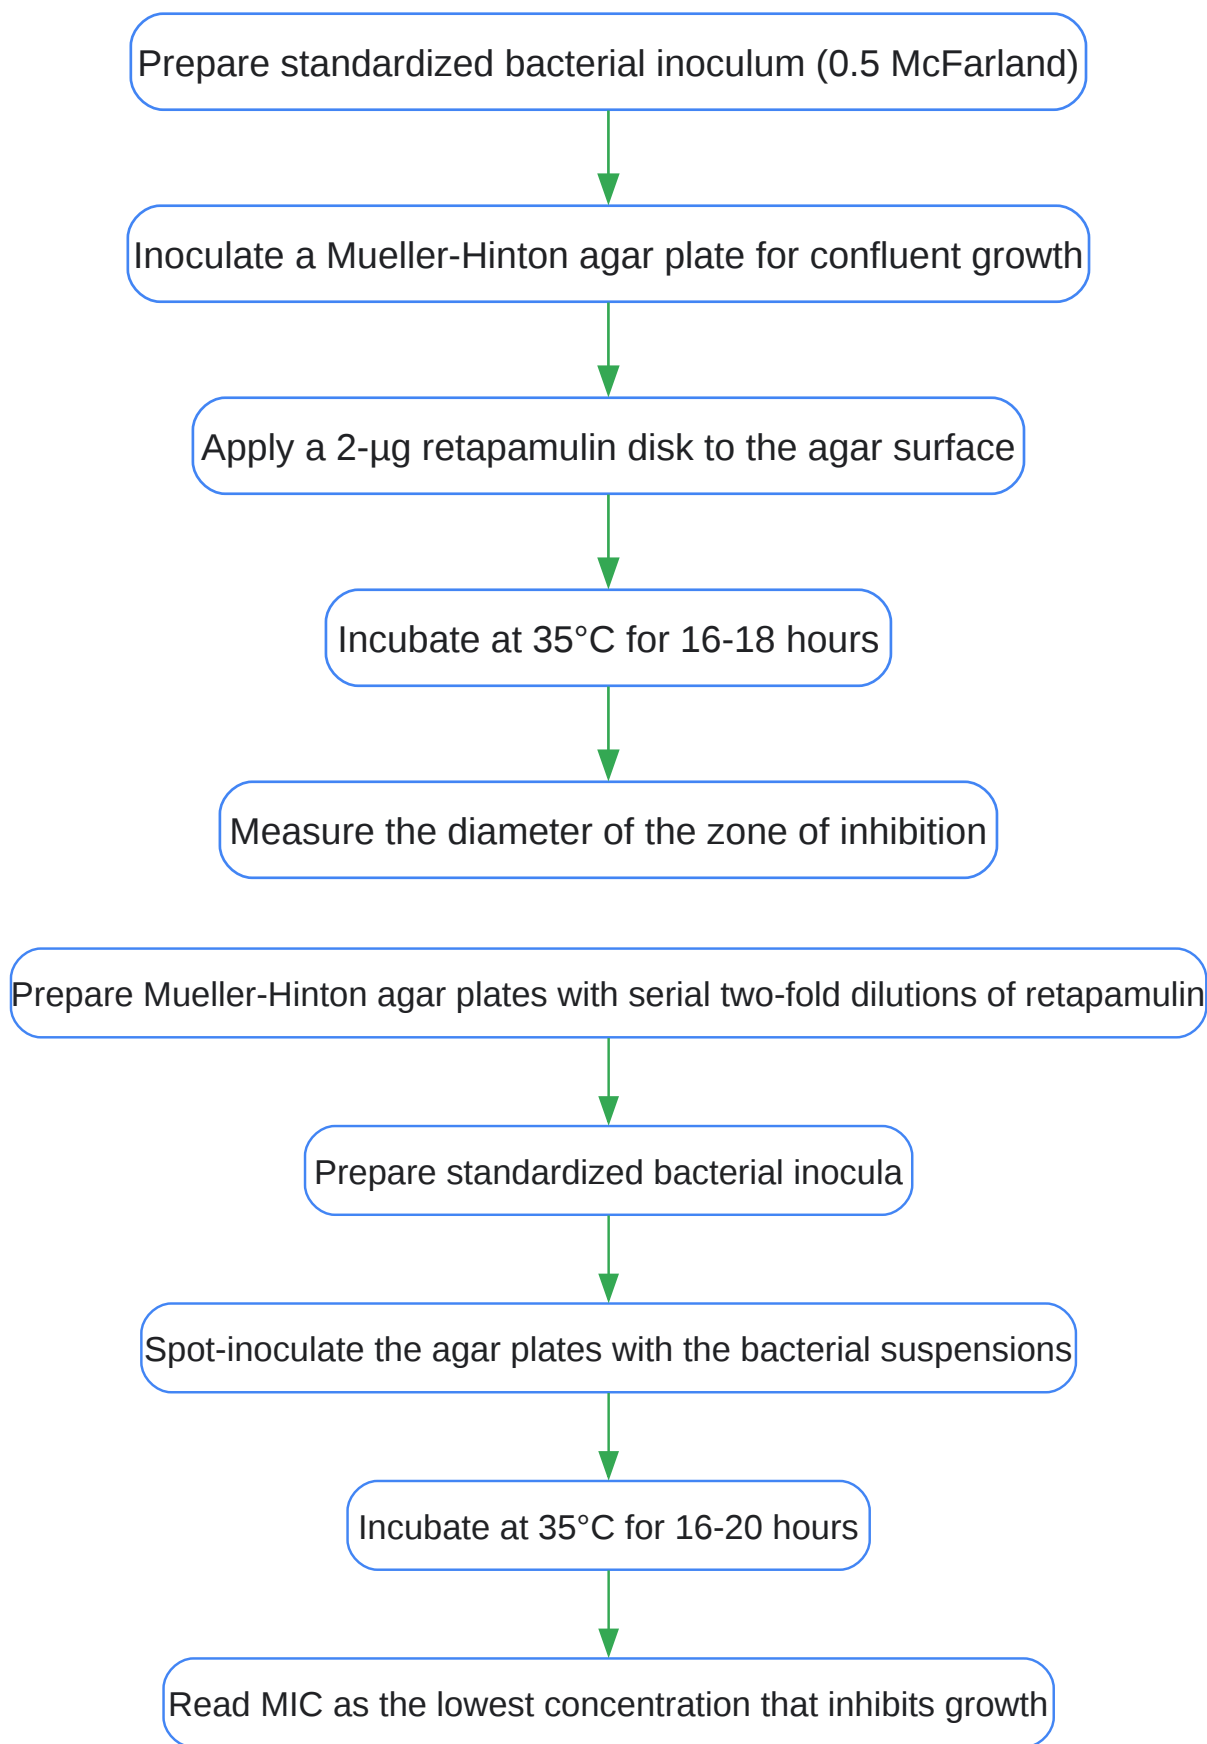 Prepare standardized bacterial inoculum (0.5 McFarland)
Inoculate a Mueller-Hinton agar plate for confluent growth
Apply a 2-µg retapamulin disk to the agar surface
Incubate at 35°C for 16-18 hours
Measure the diameter of the zone of inhibition
Prepare Mueller-Hinton agar plates with serial two-fold dilutions of retapamulin
Prepare standardized bacterial inocula
Spot-inoculate the agar plates with the bacterial suspensions
Incubate at 35°C for 16-20 hours
Read MIC as the lowest concentration that inhibits growth